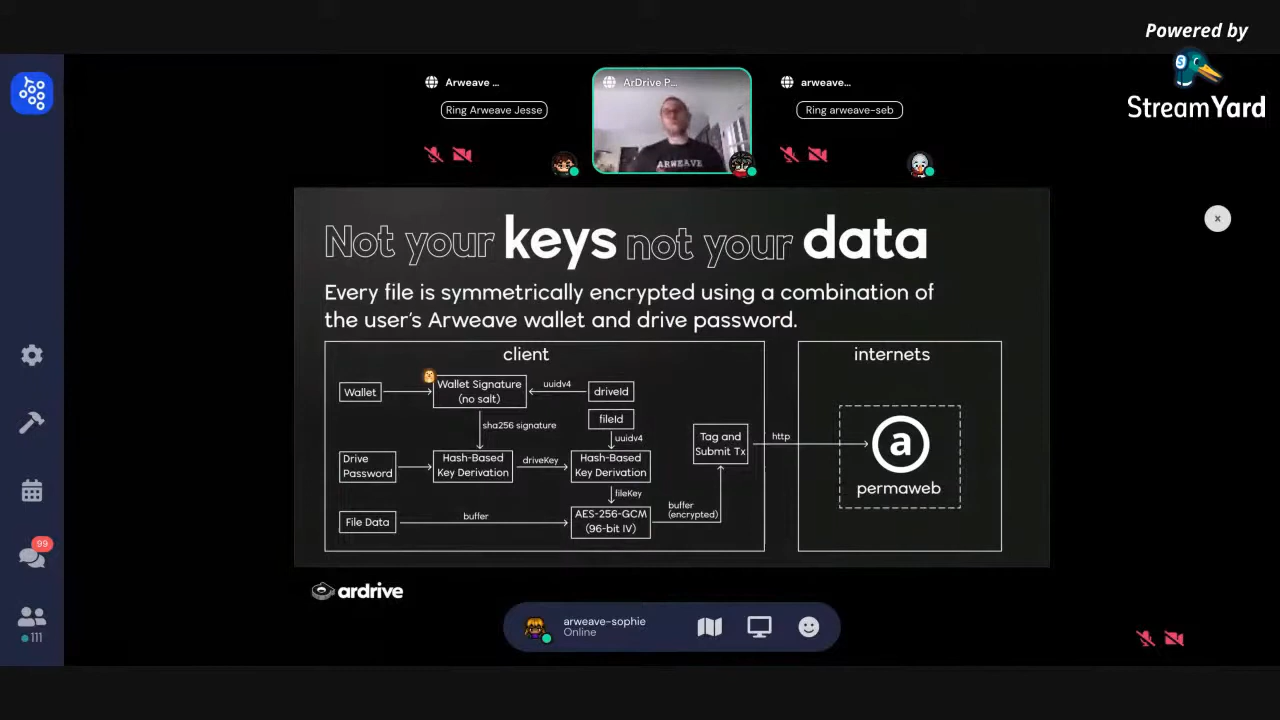 Powered by
StreamYard
Arweave ...
Ring Arweave Jesse
ArDrive P...
ARWEAVE
arweave...
Ring arweave-seb
Not your keys not your data
Every file is symmetrically encrypted using a combination of
the user's Arweave wallet and drive password.
client
Wallet
Wallet Signature
(no salt)
uuidv4
driveId
fileId
sha256 signature
uuidv4
Drive
Password
Hash-Based
Key Derivation
driveKey
Hash-Based
Key Derivation
fileKey
File Data
buffer
AES-256-GCM
(96-bit IV)
buffer
(encrypted)
Tag and
Submit Tx
http
internets
a
permaweb
ardrive
99
111
arweave-sophie
Online